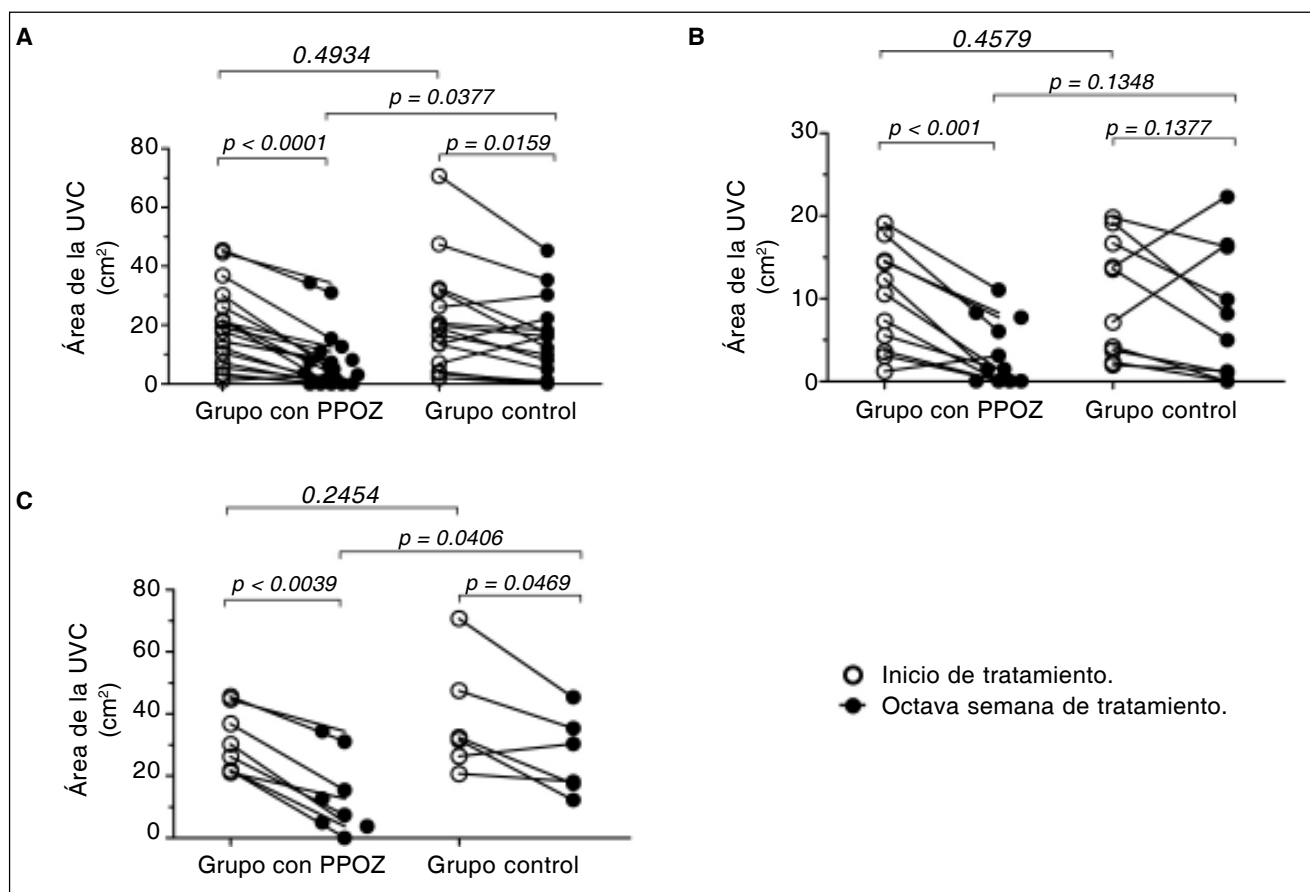 A
0.4934
p = 0.0377
p < 0.0001
p = 0.0159
Área de la UVC
(cm²)
80
60
40
20
0
Grupo con PPOZ
Grupo control
B
0.4579
p = 0.1348
p < 0.001
p = 0.1377
Área de la UVC
(cm²)
30
20
10
0
Grupo con PPOZ
Grupo control
C
0.2454
p = 0.0406
p < 0.0039
p = 0.0469
Área de la UVC
(cm²)
80
60
40
20
0
Grupo con PPOZ
Grupo control
Inicio de tratamiento.
Octava semana de tratamiento.